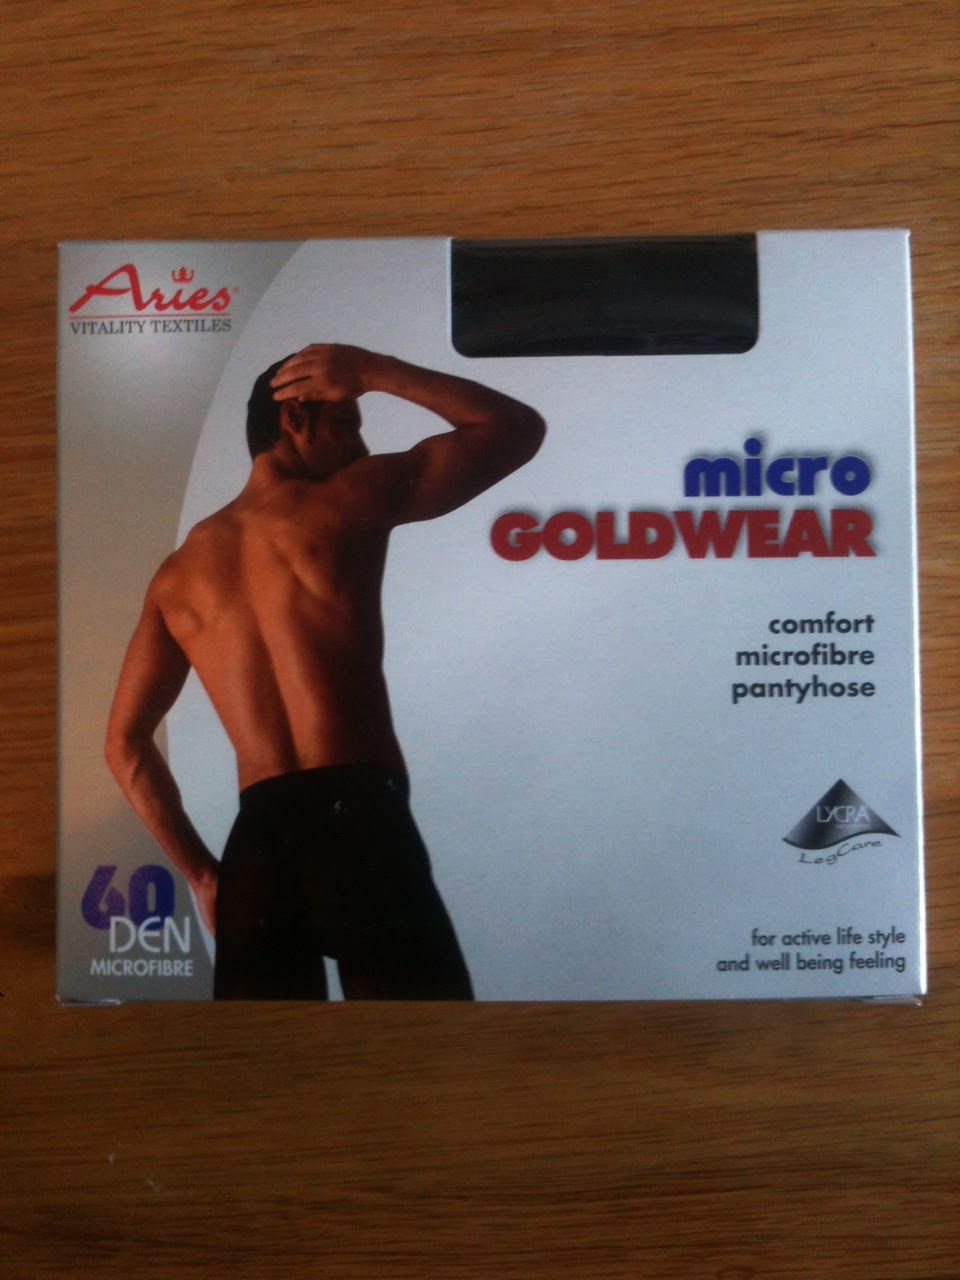 Aries®
VITALITY TEXTILES
micro
GOLDWEAR
comfort
microfibre
pantyhose
LYCRA
LegCare
60
DEN
MICROFIBRE
for active life style
and well being feeling